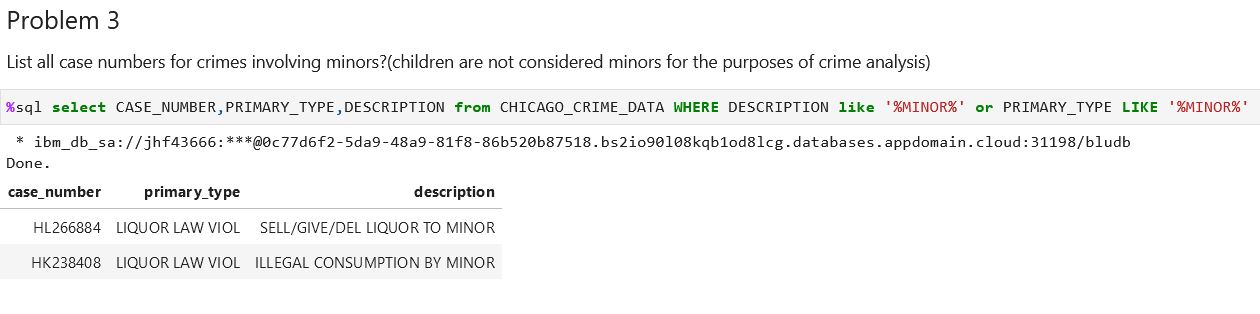 Problem 3
List all case numbers for crimes involving minors?(children are not considered minors for the purposes of crime analysis)
%sql select CASE_NUMBER,PRIMARY_TYPE,DESCRIPTION from CHICAGO_CRIME_DATA WHERE DESCRIPTION like '%MINOR%' or PRIMARY_TYPE LIKE '%MINOR%'
* ibm_db_sa://jhf43666:***@0c77d6f2-5da9-48a9-81f8-86b520b87518.bs2io90l08kqb1od8lcg.databases.appdomain.cloud:31198/bludb
Done.
case_number primary_type description
HL266884 LIQUOR LAW VIOL SELL/GIVE/DEL LIQUOR TO MINOR
HK238408 LIQUOR LAW VIOL ILLEGAL CONSUMPTION BY MINOR